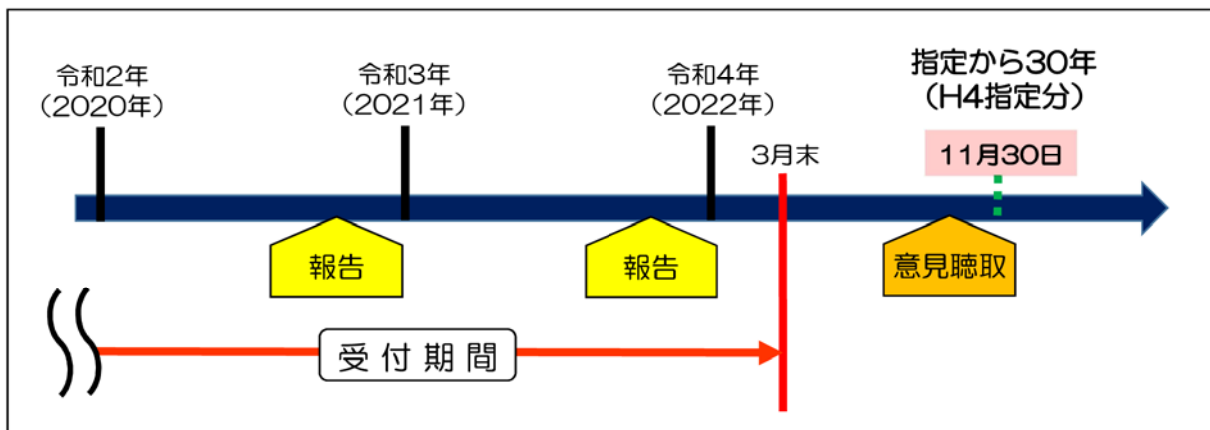 令和2年
（2020年）
令和3年
（2021年）
令和4年
（2022年）
指定から30年
（H4指定分）
3月末
11月30日
報告
報告
意見聴取
受付期間